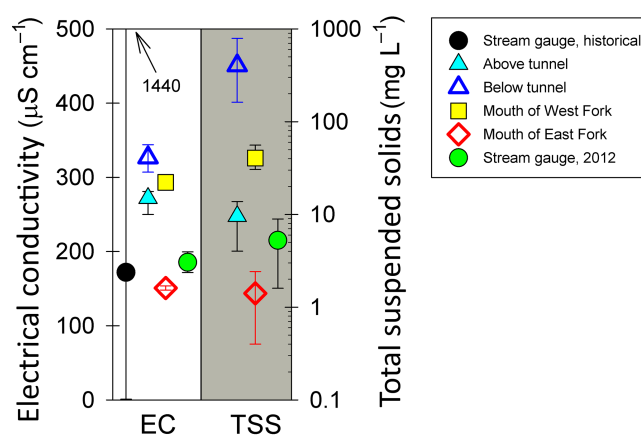 Electrical conductivity (µS cm⁻¹)
500
400
300
200
100
0
1440
EC
TSS
1000
100
10
1
0.1
Total suspended solids (mg L⁻¹)
Stream gauge, historical
Above tunnel
Below tunnel
Mouth of West Fork
Mouth of East Fork
Stream gauge, 2012